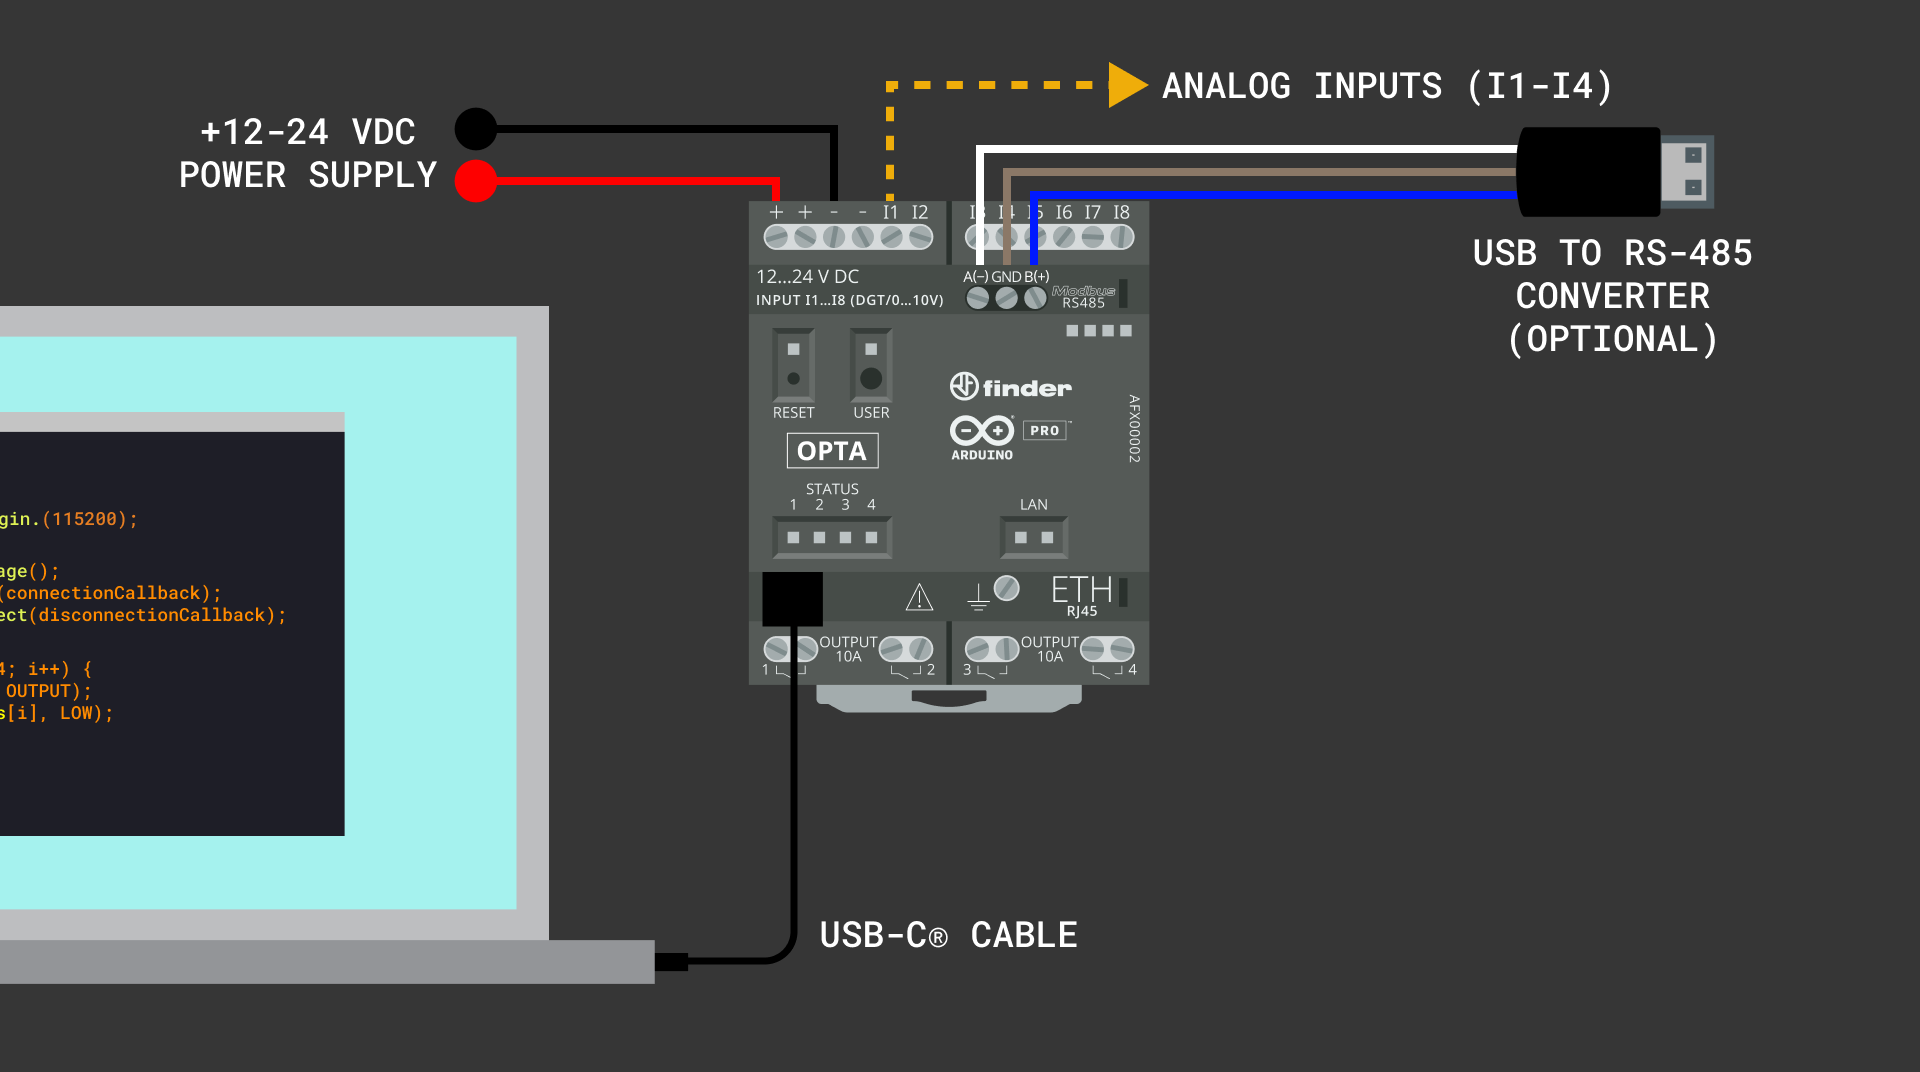 ANALOG INPUTS (I1-I4)
+12-24 VDC
POWER SUPPLY
USB TO RS-485
CONVERTER
(OPTIONAL)
+ + - - I1 I2 I3 I4 I5 I6 I7 I8
12...24 V DC
INPUT I1...I8 (DGT/0...10V)
A(-) GND B(+)
Modbus
RS485
RESET USER
finder
ARDUINO
PRO™
AFX00002
OPTA
STATUS
1 2 3 4
LAN
ETH
RJ45
OUTPUT
10A
1 2
OUTPUT
10A
3 4
gin.(115200);
age();
(connectionCallback);
ect(disconnectionCallback);
4; i++) {
OUTPUT);
s[i], LOW);
USB-C® CABLE